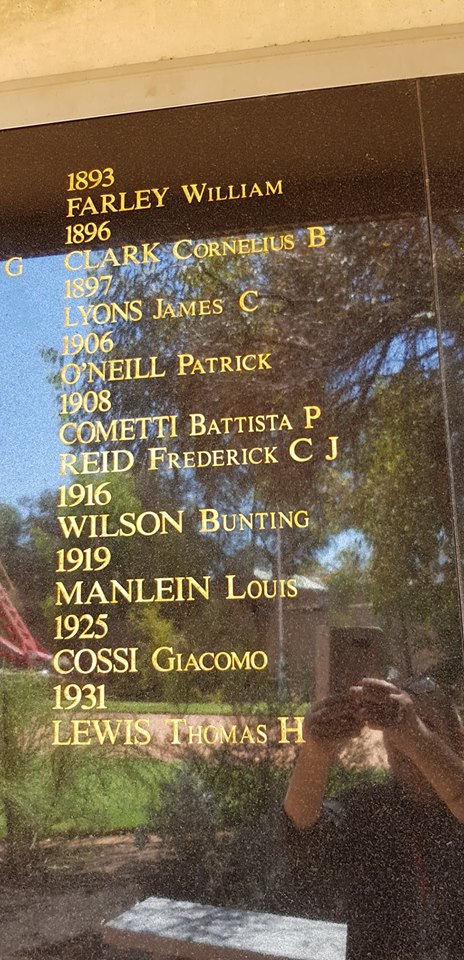 1893
FARLEY WILLIAM
1896
G CLARK CORNELIUS B
1897
LYONS JAMES C
1906
O'NEILL PATRICK
1908
COMETTI BATTISTA P
REID FREDERICK C J
1916
WILSON BUNTING
1919
MANLEIN LOUIS
1925
COSSI GIACOMO
1931
LEWIS THOMAS H